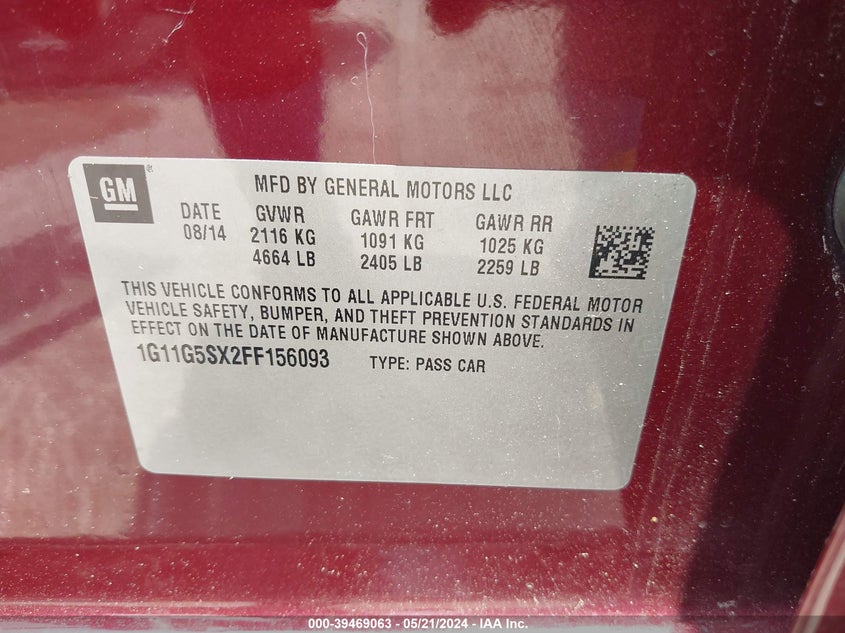 GM
MFD BY GENERAL MOTORS LLC
DATE GVWR GAWR FRT GAWR RR
08/14 2116 KG 1091 KG 1025 KG
4664 LB 2405 LB 2259 LB
THIS VEHICLE CONFORMS TO ALL APPLICABLE U.S. FEDERAL MOTOR
VEHICLE SAFETY, BUMPER, AND THEFT PREVENTION STANDARDS IN
EFFECT ON THE DATE OF MANUFACTURE SHOWN ABOVE.
1G11G5SX2FF156093 TYPE: PASS CAR
000-39469063 - 05/21/2024 - IAA Inc.